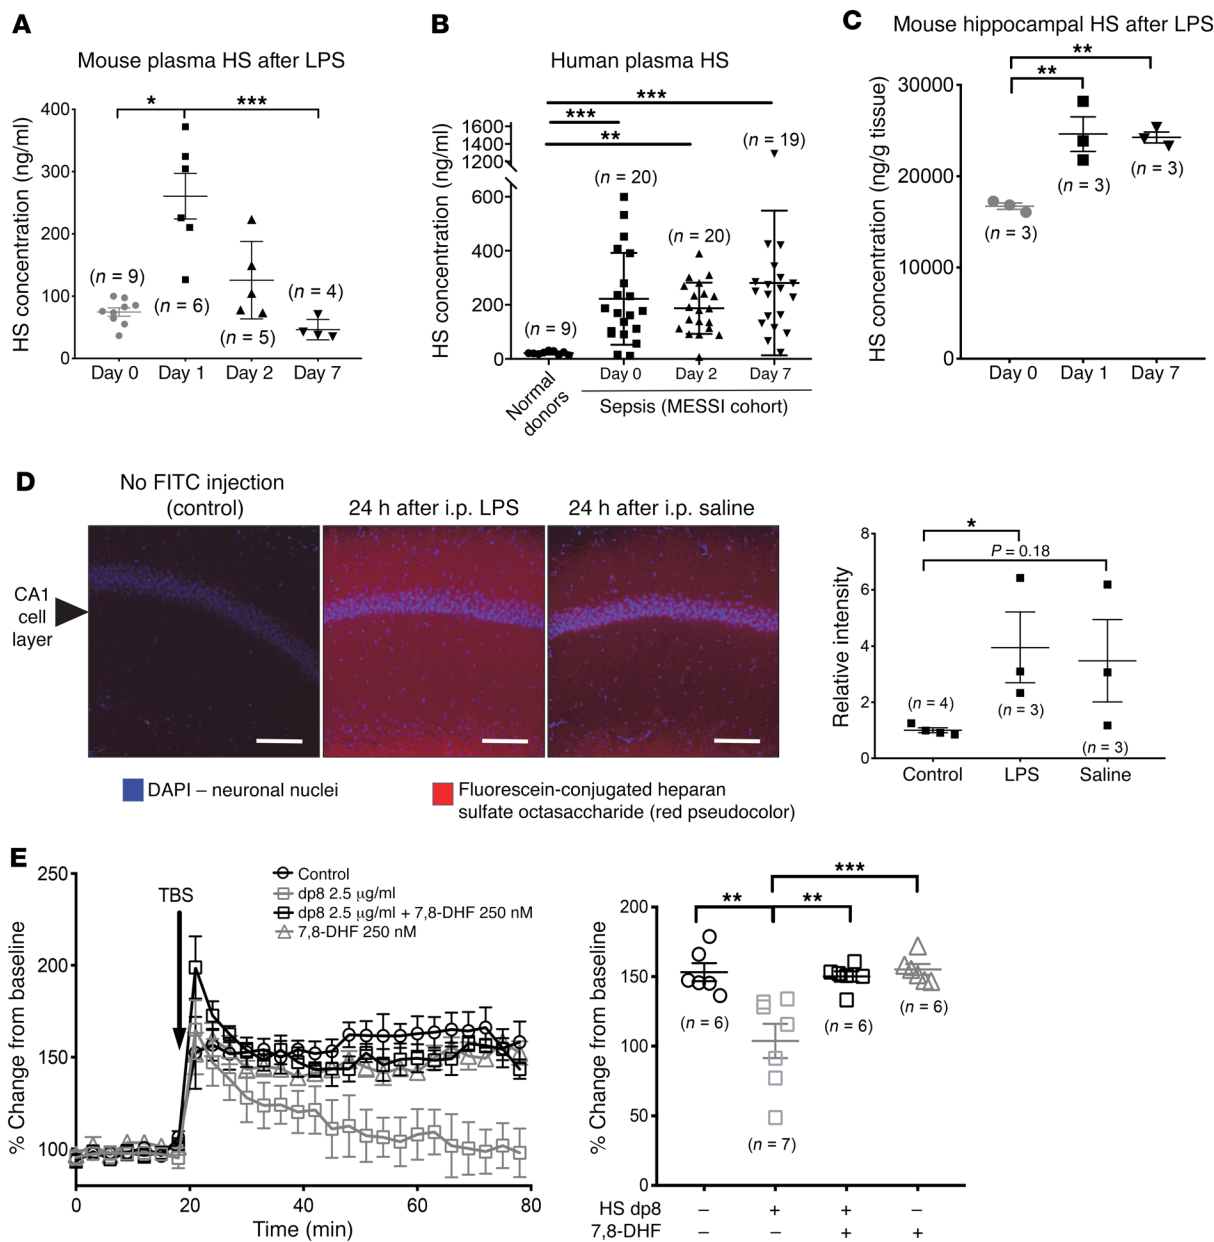 A
Mouse plasma HS after LPS
HS concentration (ng/ml)
400
300
200
100
0
*
***
(n = 9)
(n = 6)
(n = 5)
(n = 4)
Day 0
Day 1
Day 2
Day 7
B
Human plasma HS
HS concentration (ng/ml)
1600
1400
1200
600
400
200
0
***
***
**
(n = 9)
(n = 20)
(n = 20)
(n = 19)
Normal
donors
Day 0
Day 2
Day 7
Sepsis (MESSI cohort)
C
Mouse hippocampal HS after LPS
HS concentration (ng/g tissue)
30000
20000
10000
0
**
**
(n = 3)
(n = 3)
(n = 3)
Day 0
Day 1
Day 7
D
No FITC injection
(control)
24 h after i.p. LPS
24 h after i.p. saline
CA1
cell
layer
DAPI – neuronal nuclei
Fluorescein-conjugated heparan
sulfate octasaccharide (red pseudocolor)
Relative intensity
8
6
4
2
0
*
P = 0.18
(n = 4)
(n = 3)
(n = 3)
Control
LPS
Saline
E
% Change from baseline
250
200
150
100
TBS
Control
dp8 2.5 μg/ml
dp8 2.5 μg/ml + 7,8-DHF 250 nM
7,8-DHF 250 nM
0
20
40
60
80
Time (min)
% Change from baseline
200
150
100
50
0
**
**
***
(n = 6)
(n = 7)
(n = 6)
(n = 6)
HS dp8 – + + –
7,8-DHF – – + +